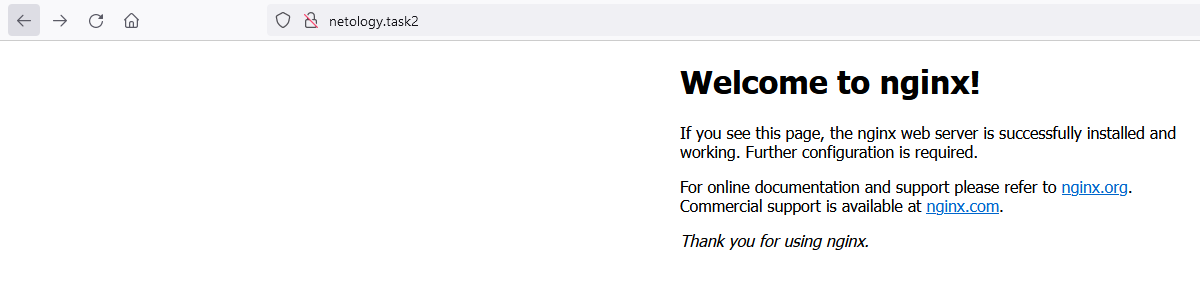 netology.task2
Welcome to nginx!
If you see this page, the nginx web server is successfully installed and
working. Further configuration is required.
For online documentation and support please refer to nginx.org.
Commercial support is available at nginx.com.
Thank you for using nginx.